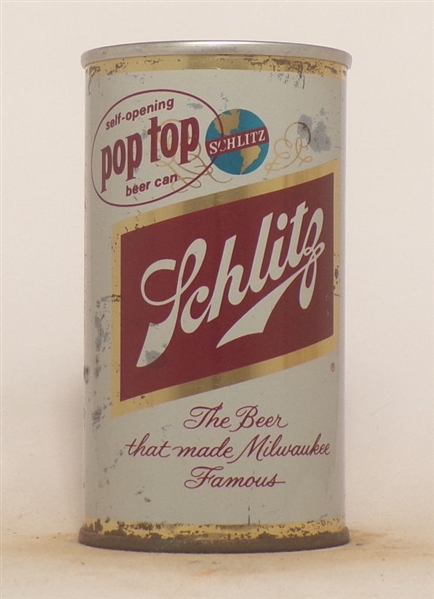 self-opening
pop top
beer can
SCHLITZ
Schlitz
The Beer
that made Milwaukee
Famous